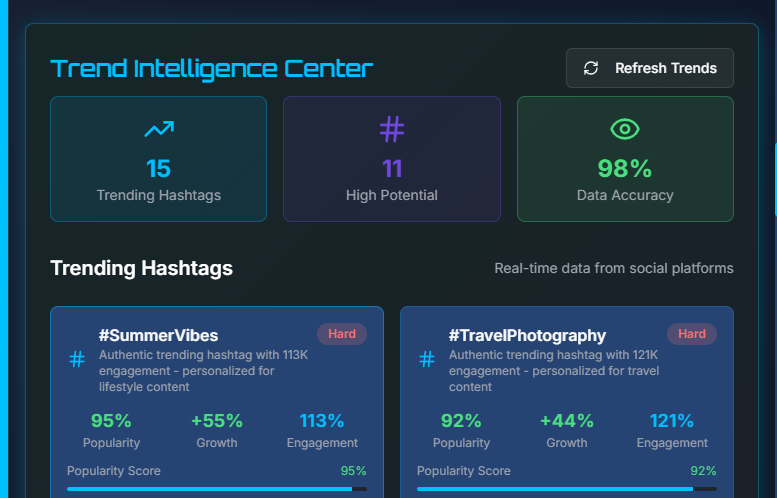 Trend Intelligence Center
Refresh Trends
15
Trending Hashtags
11
High Potential
98%
Data Accuracy
Trending Hashtags
Real-time data from social platforms
#SummerVibes
Hard
Authentic trending hashtag with 113K
engagement - personalized for
lifestyle content
95%
Popularity
+55%
Growth
113%
Engagement
Popularity Score
95%
#TravelPhotography
Hard
Authentic trending hashtag with 121K
engagement - personalized for travel
content
92%
Popularity
+44%
Growth
121%
Engagement
Popularity Score
92%